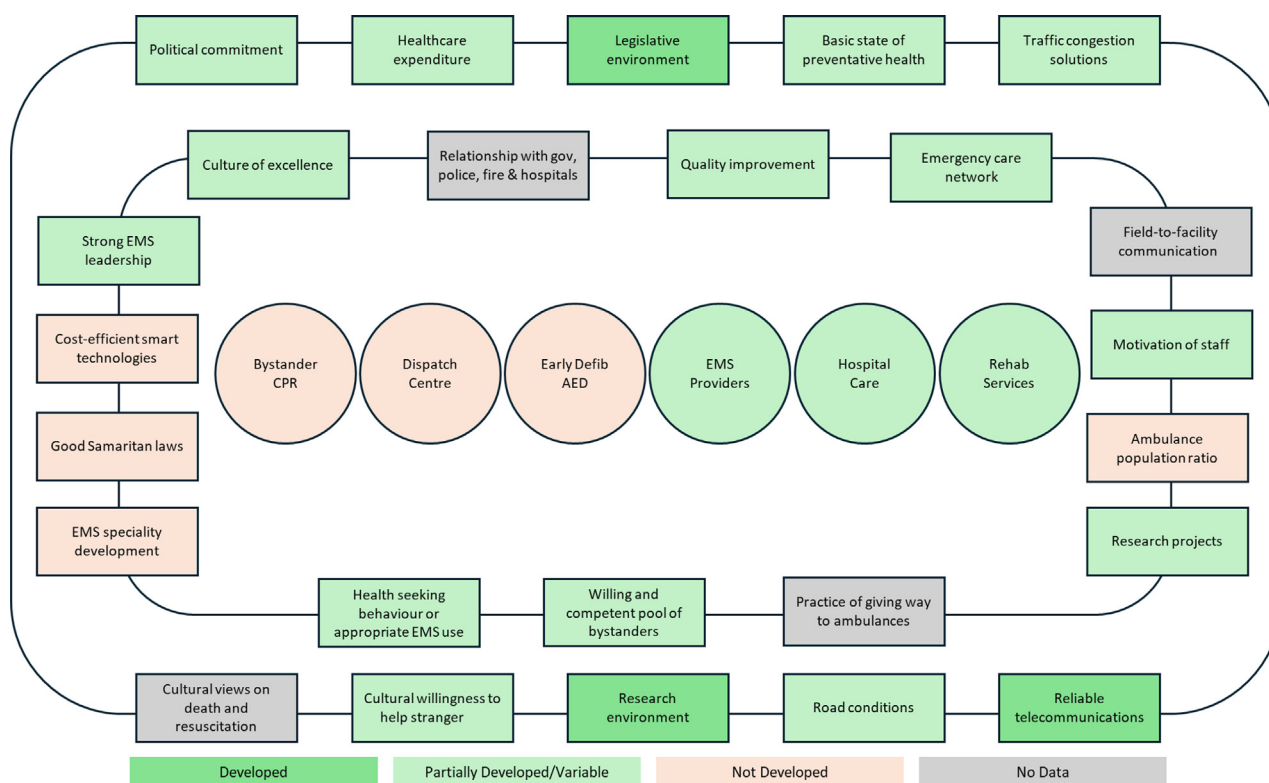 Political commitment
Healthcare
expenditure
Legislative
environment
Basic state of
preventative health
Traffic congestion
solutions
Culture of excellence
Relationship with gov,
police, fire & hospitals
Quality improvement
Emergency care
network
Strong EMS
leadership
Field-to-facility
communication
Cost-efficient smart
technologies
Motivation of staff
Bystander
CPR
Dispatch
Centre
Early Defib
AED
EMS
Providers
Hospital
Care
Rehab
Services
Good Samaritan laws
Ambulance
population ratio
EMS speciality
development
Research projects
Health seeking
behaviour or
appropriate EMS use
Willing and
competent pool of
bystanders
Practice of giving way
to ambulances
Cultural views on
death and
resuscitation
Cultural willingness to
help stranger
Research
environment
Road conditions
Reliable
telecommunications
Developed
Partially Developed/Variable
Not Developed
No Data